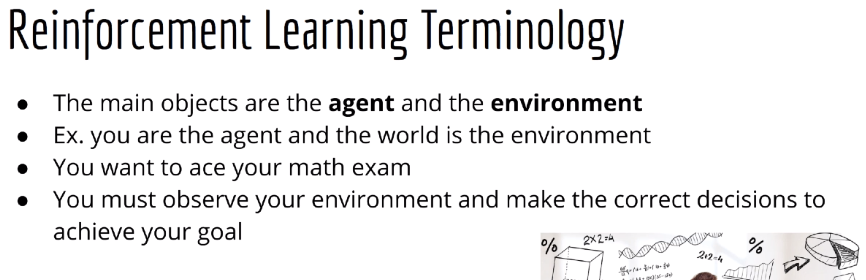 Reinforcement Learning Terminology
● The main objects are the agent and the environment
● Ex. you are the agent and the world is the environment
● You want to ace your math exam
● You must observe your environment and make the correct decisions to
achieve your goal
% 2×2=4 %
2+2=4